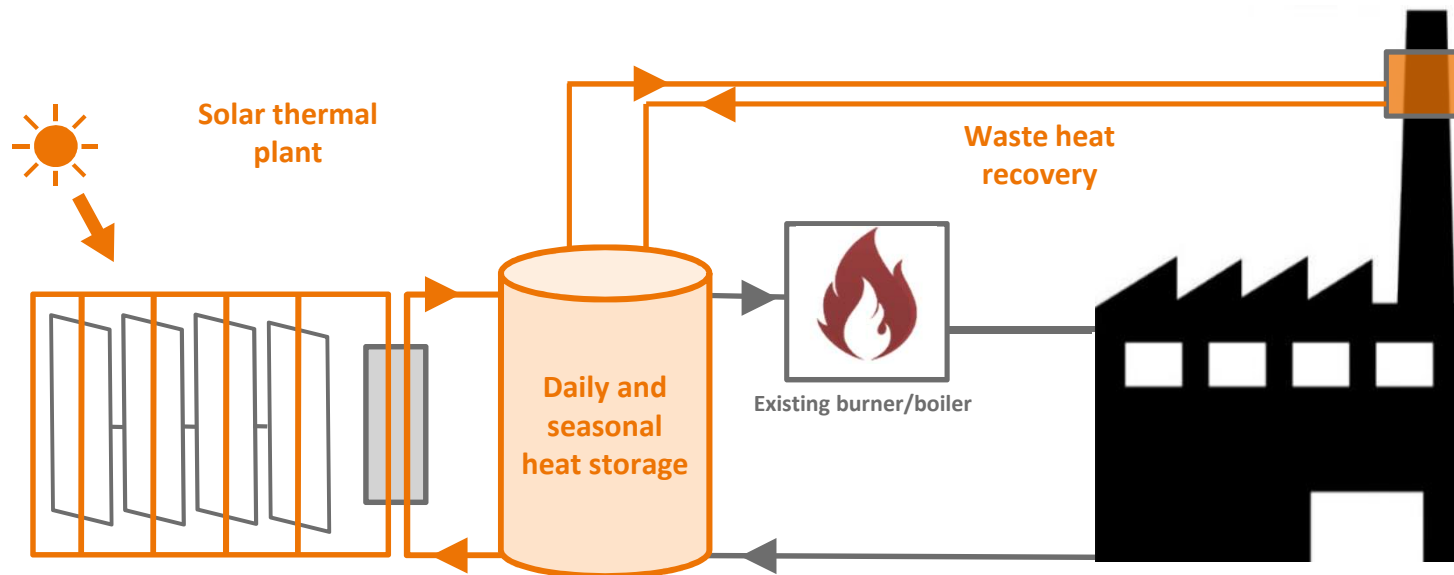 Solar thermal
plant
Waste heat
recovery
Daily and
seasonal
heat storage
Existing burner/boiler